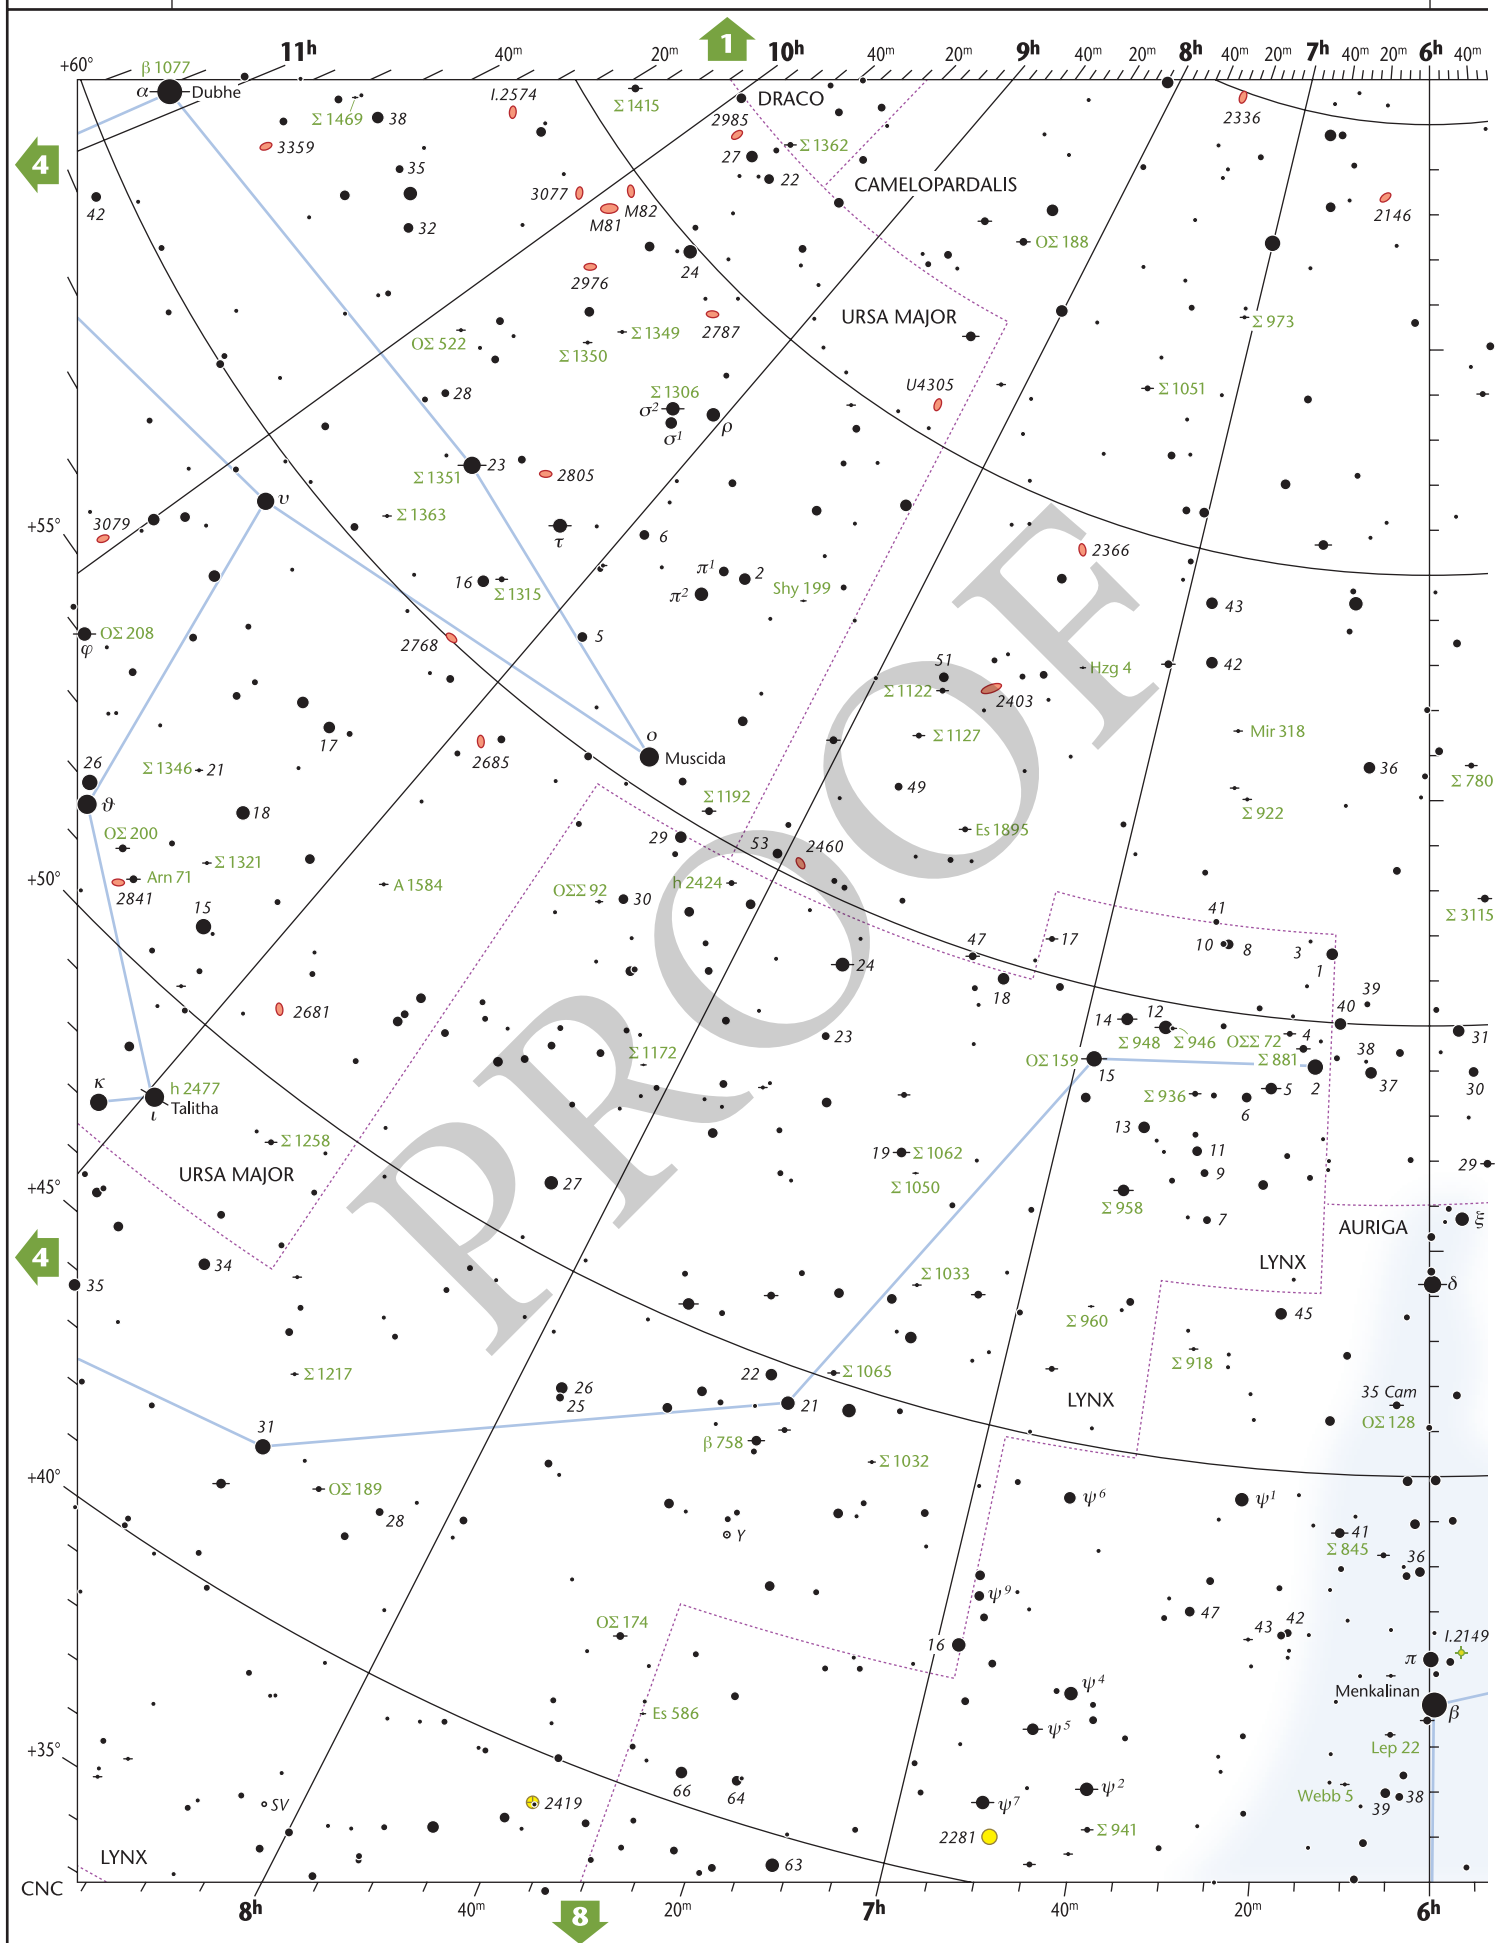 1
11h 40m 20m 10h 40m 20m 9h 40m 20m 8h 40m 20m 7h 40m 20m 6h 40m
+60°
β 1077
α Dubhe
Σ 1469
38
I.2574
Σ 1415
DRACO
2985
2336
4
3359
35
27
Σ 1362
22
CAMELOPARDALIS
42
32
3077
M82
M81
2146
24
ΟΣ 188
2976
2787
URSA MAJOR
Σ 973
ΟΣ 522
Σ 1349
Σ 1350
28
Σ 1306
U4305
Σ 1051
σ2
σ1
ρ
Σ 1351
23
2805
υ
+55°
3079
Σ 1363
τ
6
2366
16
Σ 1315
π1
2
π2
Shy 199
43
ΟΣ 208
φ
2768
5
51
Hzg 4
42
Σ 1122
2403
17
2685
ο
Muscida
Σ 1127
Mir 318
26
Σ 1346
21
36
Σ 780
ϑ
18
Σ 1192
49
Σ 922
ΟΣ 200
29
53
2460
Es 1895
Σ 1321
+50°
Arn 71
2841
A 1584
ΟΣΣ 92
30
h 2424
15
41
Σ 3115
47
17
10
8
3
1
24
18
39
2681
40
14
12
4
31
23
Σ 948
Σ 946
ΟΣΣ 72
Σ 1172
ΟΣ 159
15
Σ 881
38
κ
h 2477
ι
Talitha
Σ 936
6
5
2
37
30
PROOF
Σ 1258
13
URSA MAJOR
19
Σ 1062
11
29
+45°
27
Σ 1050
9
Σ 958
7
AURIGA
ξ
4
34
LYNX
35
Σ 1033
δ
Σ 960
45
Σ 1217
22
Σ 1065
Σ 918
26
25
21
LYNX
35 Cam
31
β 758
ΟΣ 128
+40°
Σ 1032
ΟΣ 189
ψ6
ψ1
28
Y
41
Σ 845
36
ψ9
47
ΟΣ 174
43
42
I.2149
16
π
ψ4
Menkalinan
β
Es 586
ψ5
+35°
Lep 22
66
64
ψ2
Webb 5
SV
2419
ψ7
39
38
2281
Σ 941
LYNX
63
CNC
8h 40m 20m 7h 40m 20m 6h
8